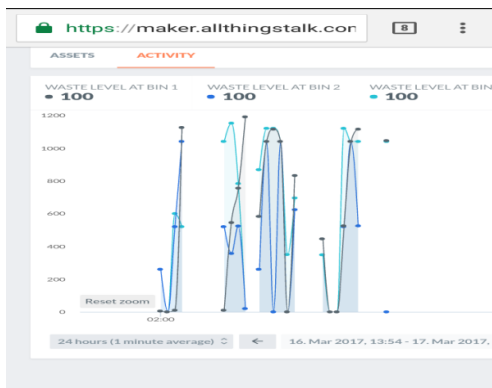 https://maker.allthingstalk.con
8
ASSETS ACTIVITY
WASTE LEVEL AT BIN 1 WASTE LEVEL AT BIN 2 WASTE LEVEL AT BIN
100 100 100
1200
1000
800
600
400
200
0
Reset zoom
02:00
24 hours (1 minute average) 16. Mar 2017, 13:54 - 17. Mar 2017,